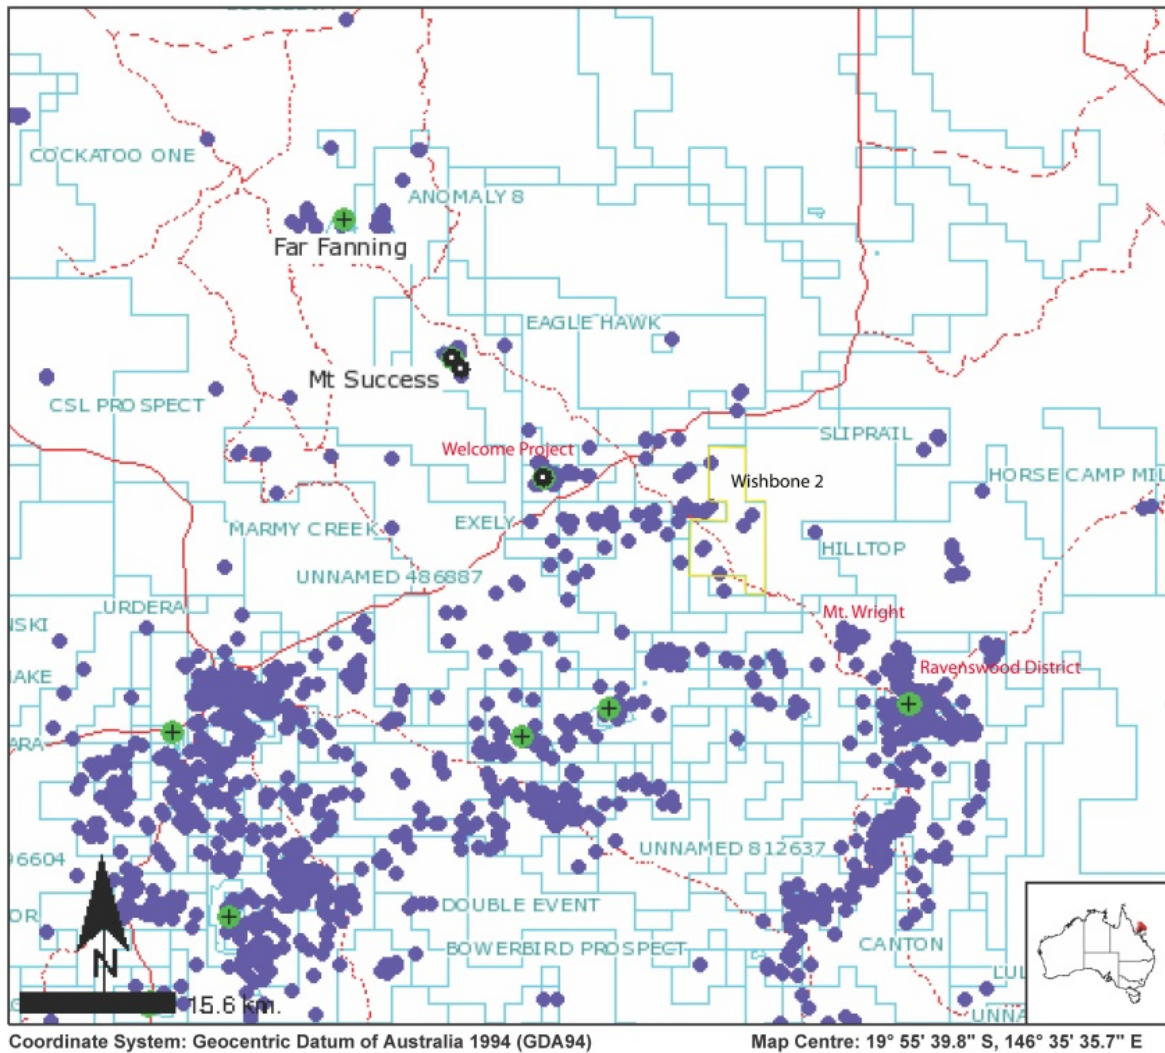 COCKATOO ONE
ANOMALY 8
Far Fanning
EAGLE HAWK
Mt Success
CSL PROSPECT
SLIPRAIL
Welcome Project
HORSE CAMP MIL
Wishbone 2
MARMY CREEK
EXELY
HILLTOP
UNNAMED 486887
URDERA
Mt. Wright
NSKI
Ravenswood District
ARA
UNNAMED 812637
96604
DOUBLE EVENT
OR
BOWERBIRD PROSPECT
CANTON
N
LUL
15.6 km.
UNNA
Coordinate System: Geocentric Datum of Australia 1994 (GDA94)
Map Centre: 19° 55' 39.8" S, 146° 35' 35.7" E